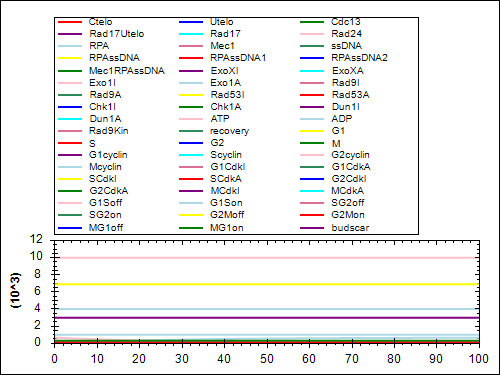 Ctelo Utelo Cdc13
Rad17Utelo Rad17 Rad24
RPA Mec1 ssDNA
RPAssDNA RPAssDNA1 RPAssDNA2
Mec1RPAssDNA ExoXI ExoXA
Exo1I Exo1A Rad9I
Rad9A Rad53I Rad53A
Chk1I Chk1A Dun1I
Dun1A ATP ADP
Rad9Kin recovery G1
S G2 M
G1cyclin Scyclin G2cyclin
Mcyclin G1CdkI G1CdkA
SCdkI SCdkA G2CdkI
G2CdkA MCdkI MCdkA
G1Soff G1Son SG2off
SG2on G2Moff G2Mon
MG1off MG1on budscar
12
10
8
6
4
2
0
(10^3)
0 10 20 30 40 50 60 70 80 90 100